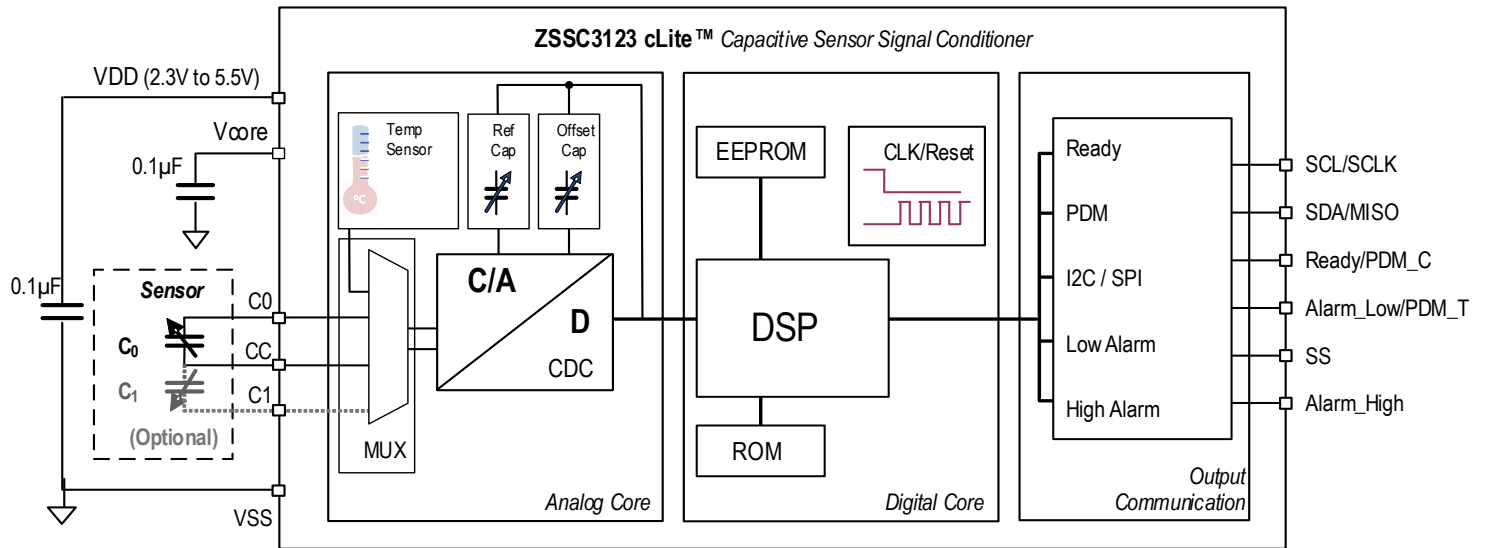 ZSSC3123 cLite™ Capacitive Sensor Signal Conditioner
VDD (2.3V to 5.5V)
Vcore
0.1µF
0.1µF
Sensor
C0
C1
(Optional)
C0
CC
C1
VSS
Temp
Sensor
°C
Ref
Cap
Offset
Cap
MUX
C/A
D
CDC
Analog Core
EEPROM
CLK/Reset
DSP
ROM
Digital Core
Ready
PDM
I2C / SPI
Low Alarm
High Alarm
Output
Communication
SCL/SCLK
SDA/MISO
Ready/PDM_C
Alarm_Low/PDM_T
SS
Alarm_High